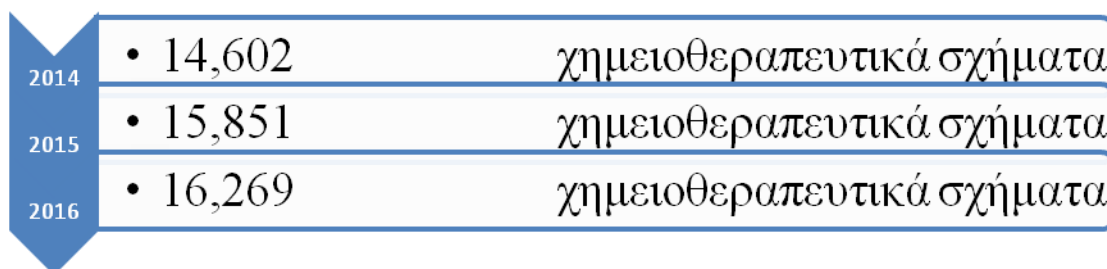 2014 • 14,602 χημειοθεραπευτικά σχήματα
2015 • 15,851 χημειοθεραπευτικά σχήματα
2016 • 16,269 χημειοθεραπευτικά σχήματα